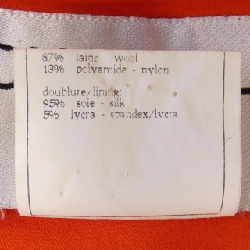 87% laine - wool
13% polyamide - nylon
doublure/lining:
95% soie - silk
5% lycra - spandex/lycra